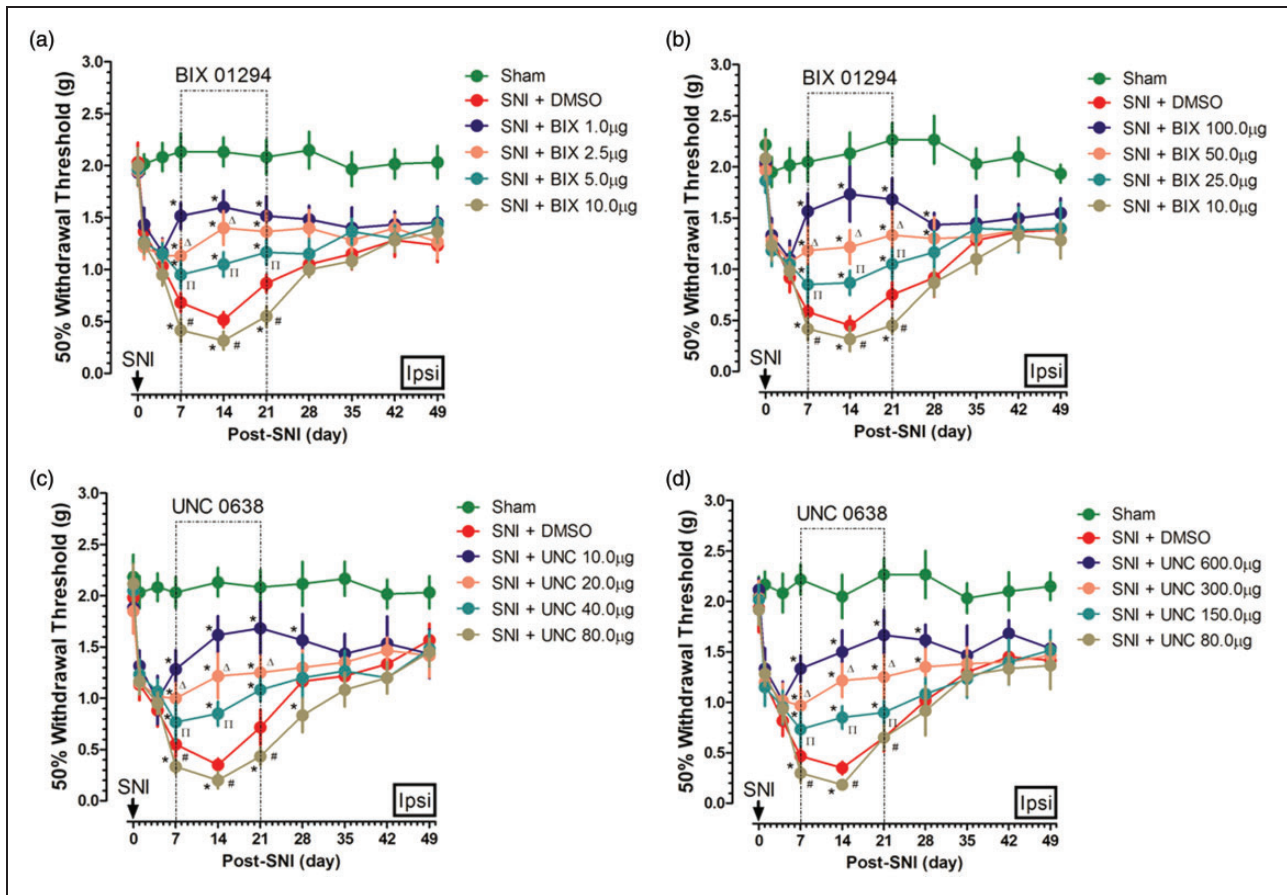 (a)
BIX 01294
50% Withdrawal Threshold (g)
3.0
2.5
2.0
1.5
1.0
0.5
0.0
SNI
Ipsi
0 7 14 21 28 35 42 49
Post-SNI (day)
Sham
SNI + DMSO
SNI + BIX 1.0µg
SNI + BIX 2.5µg
SNI + BIX 5.0µg
SNI + BIX 10.0µg
(b)
BIX 01294
50% Withdrawal Threshold (g)
3.0
2.5
2.0
1.5
1.0
0.5
0.0
SNI
Ipsi
0 7 14 21 28 35 42 49
Post-SNI (day)
Sham
SNI + DMSO
SNI + BIX 100.0µg
SNI + BIX 50.0µg
SNI + BIX 25.0µg
SNI + BIX 10.0µg
(c)
UNC 0638
50% Withdrawal Threshold (g)
3.0
2.5
2.0
1.5
1.0
0.5
0.0
SNI
Ipsi
0 7 14 21 28 35 42 49
Post-SNI (day)
Sham
SNI + DMSO
SNI + UNC 10.0µg
SNI + UNC 20.0µg
SNI + UNC 40.0µg
SNI + UNC 80.0µg
(d)
UNC 0638
50% Withdrawal Threshold (g)
3.0
2.5
2.0
1.5
1.0
0.5
0.0
SNI
Ipsi
0 7 14 21 28 35 42 49
Post-SNI (day)
Sham
SNI + DMSO
SNI + UNC 600.0µg
SNI + UNC 300.0µg
SNI + UNC 150.0µg
SNI + UNC 80.0µg